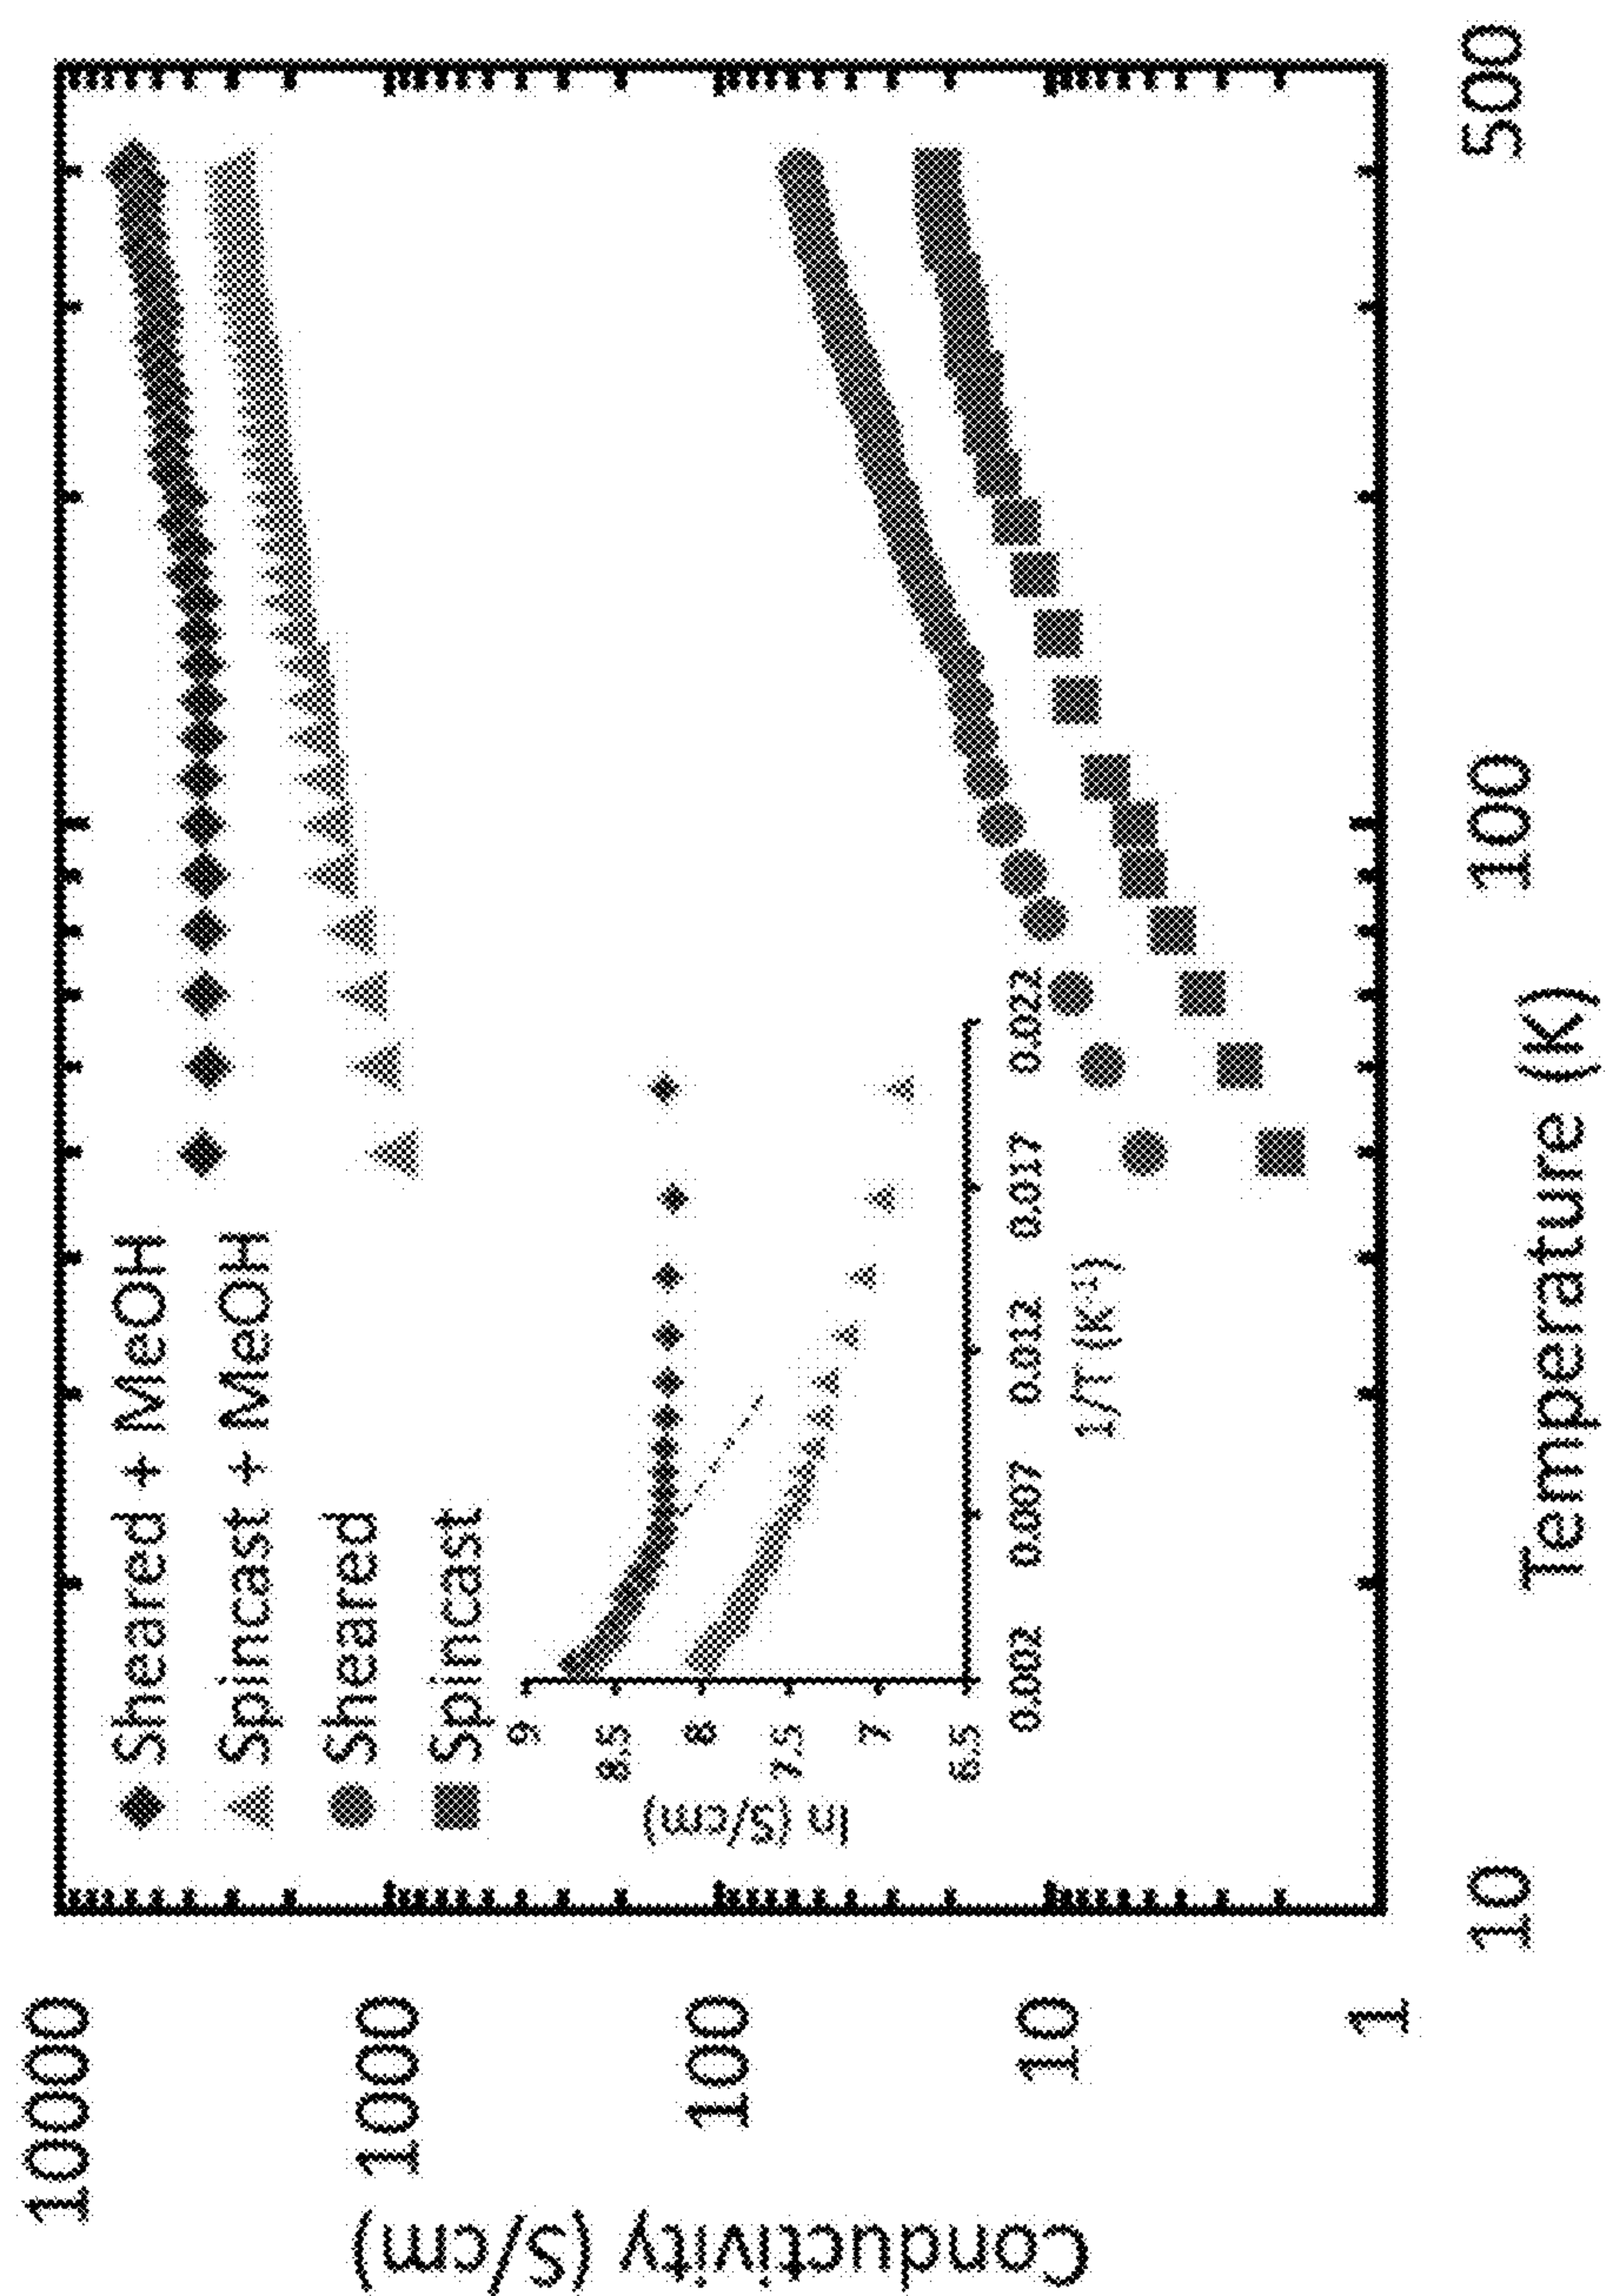 Conductivity (S/cm)
10000
1000
100
10
1
Sheared + MeOH
Spincast + MeOH
Sheared
Spincast
ln (S/cm)
9
8.5
8
7.5
7
6.5
0.002 0.007 0.012 0.017 0.022
1/T (K⁻¹)
10 100 500
Temperature (K)